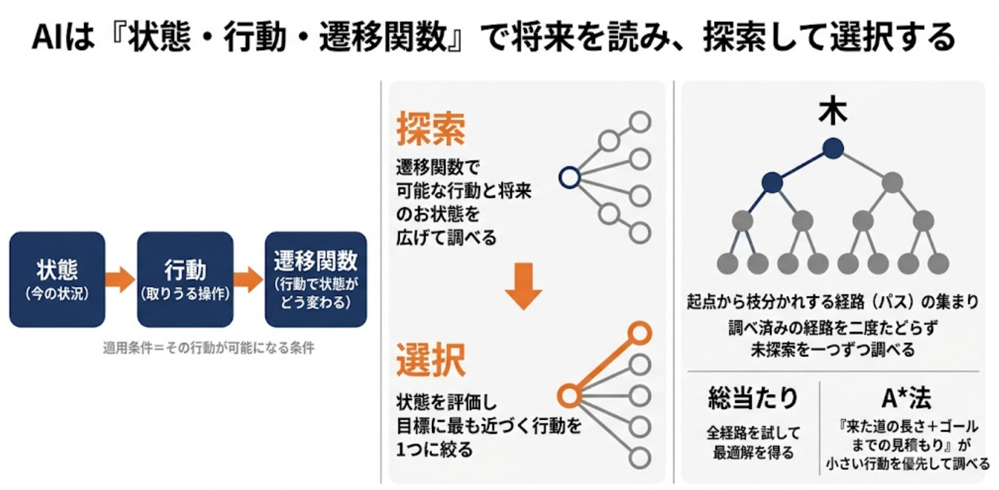 AIは『状態・行動・遷移関数』で将来を読み、探索して選択する
状態
（今の状況）
行動
（取りうる操作）
遷移関数
（行動で状態が
どう変わる）
適用条件＝その行動が可能になる条件
探索
遷移関数で
可能な行動と将来
のお状態を
広げて調べる
選択
状態を評価し
目標に最も近づく行動を
1つに絞る
木
起点から枝分かれする経路（パス）の集まり
調べ済みの経路を二度たどらず
未探索を一つずつ調べる
総当たり
全経路を試して
最適解を得る
A*法
『来た道の長さ＋ゴール
までの見積もり』が
小さい行動を優先して調べる